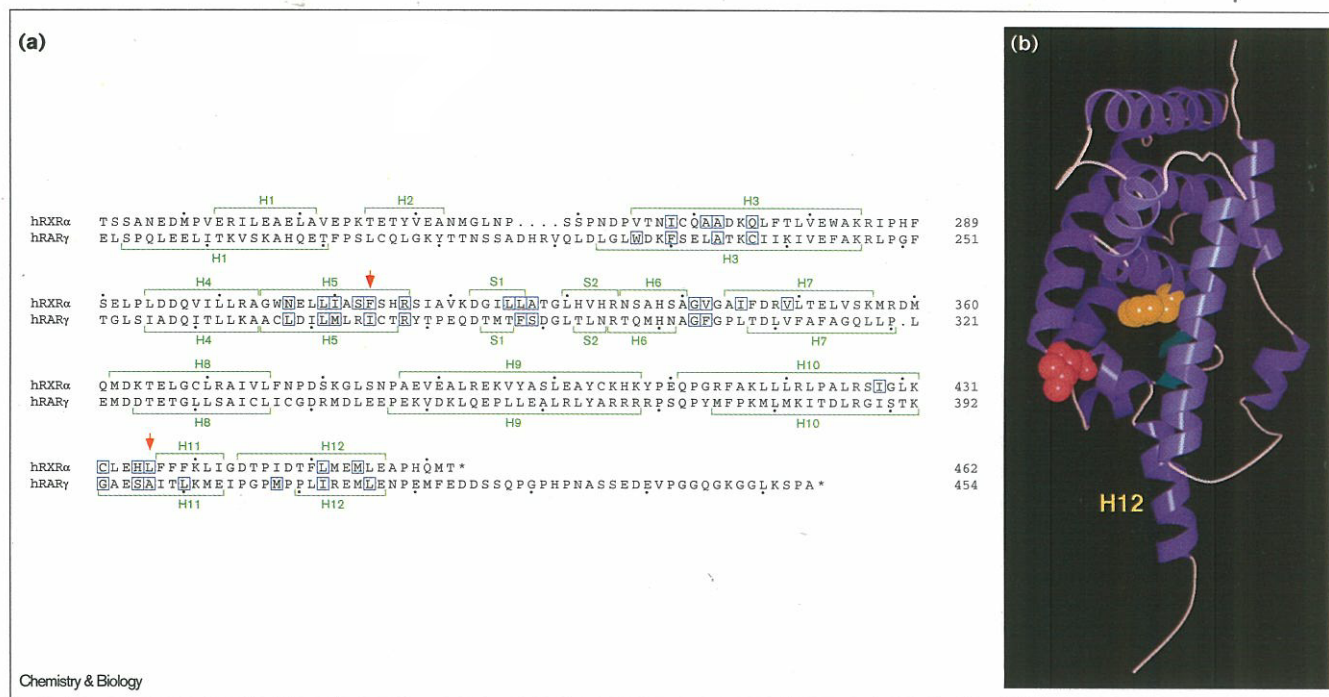 (a)
H1 H2 H3
hRXRα TSSANEDMPVERILEAELAVEPKTETYVEANMGLNP....SSPNDPVTNICQAADKQLFTLVEWAKRIPHF 289
hRARγ ELSPQLEELITKVSKAHQETFPSLCQLGKYTTNSSADHRVQLDLGLWDKFSELATKCIIKIVEFAKRLPGF 251
H1 H3
H4 H5 S1 S2 H6 H7
hRXRα SELPLDDQVILLRAGWNELLIASFSHRSIAVKDGILLATGLHVHRNSAHSAGVGAIFDRVLTELVSKMRDM 360
hRARγ TGLSIADQITLLKAACLDILMLRICTRYTPEQDTMTFSDGLTLNRTQMHNAGFGPLTDLVFAFAGQLLP.L 321
H4 H5 S1 S2 H6 H7
H8 H9 H10
hRXRα QMDKTELGCLRAIVLFNPDSKGLSNPAEVEALREKVYASLEAYCKHKYPEQPGRFAKLLLRLPALRSIGLK 431
hRARγ EMDDTETGLLSAICLICGDRMDLEEPEKVDKLQEPLLEALRLYARRRRPSQPYMFPKMLMKITDLRGISTK 392
H8 H9 H10
H11 H12
hRXRα CLEHLFFFKLIGDTPIDTFLMEMLEAPHQMT* 462
hRARγ GAESAITLKMEIPGPMPPLIREMLENPEMFEDDSSQPGPHPNASSEDEVPGGQGKGGLKSPA* 454
H11 H12
Chemistry & Biology
(b)
H12